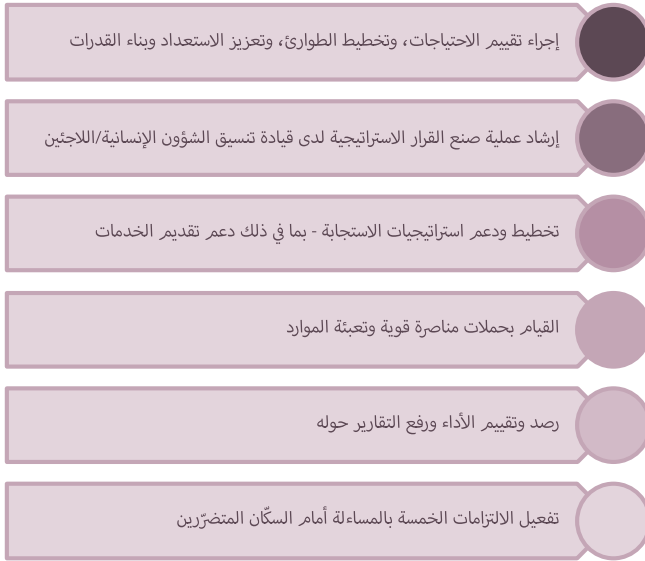 إجراء تقييم الاحتياجات، وتخطيط الطوارئ، وتعزيز الاستعداد وبناء القدرات
إرشاد عملية صنع القرار الاستراتيجية لدى قيادة تنسيق الشؤون الإنسانية/اللاجئين
تخطيط ودعم استراتيجيات الاستجابة - بما في ذلك دعم تقديم الخدمات
القيام بحملات مناصرة قوية وتعبئة الموارد
رصد وتقييم الأداء ورفع التقارير حوله
تفعيل الالتزامات الخمسة بالمساءلة أمام السكّان المتضرّرين